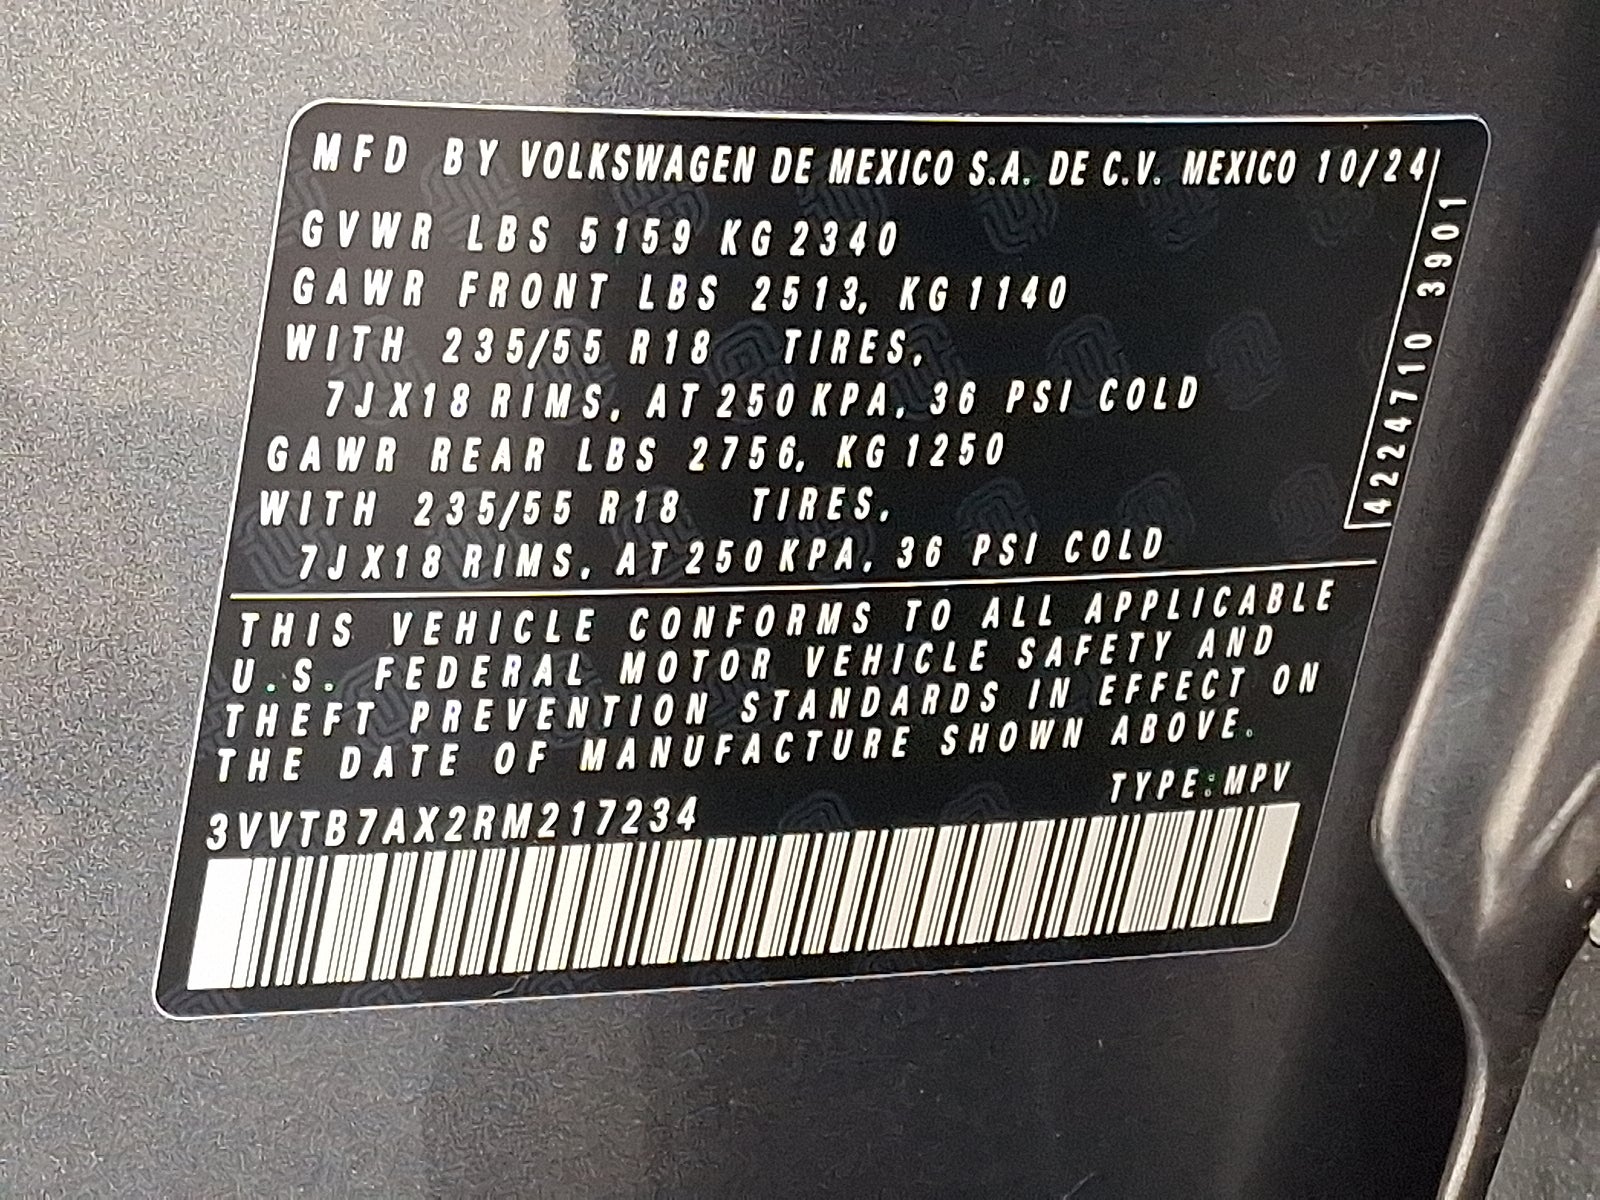 MFD BY VOLKSWAGEN DE MEXICO S.A. DE C.V. MEXICO 10/24
GVWR LBS 5159 KG 2340
GAWR FRONT LBS 2513, KG 1140
WITH 235/55 R18 TIRES,
7JX18 RIMS, AT 250 KPA, 36 PSI COLD
GAWR REAR LBS 2756, KG 1250
WITH 235/55 R18 TIRES,
7JX18 RIMS, AT 250 KPA, 36 PSI COLD
4224710 3901
THIS VEHICLE CONFORMS TO ALL APPLICABLE
U.S. FEDERAL MOTOR VEHICLE SAFETY AND
THEFT PREVENTION STANDARDS IN EFFECT ON
THE DATE OF MANUFACTURE SHOWN ABOVE.
TYPE:MPV
3VVTB7AX2RM217234